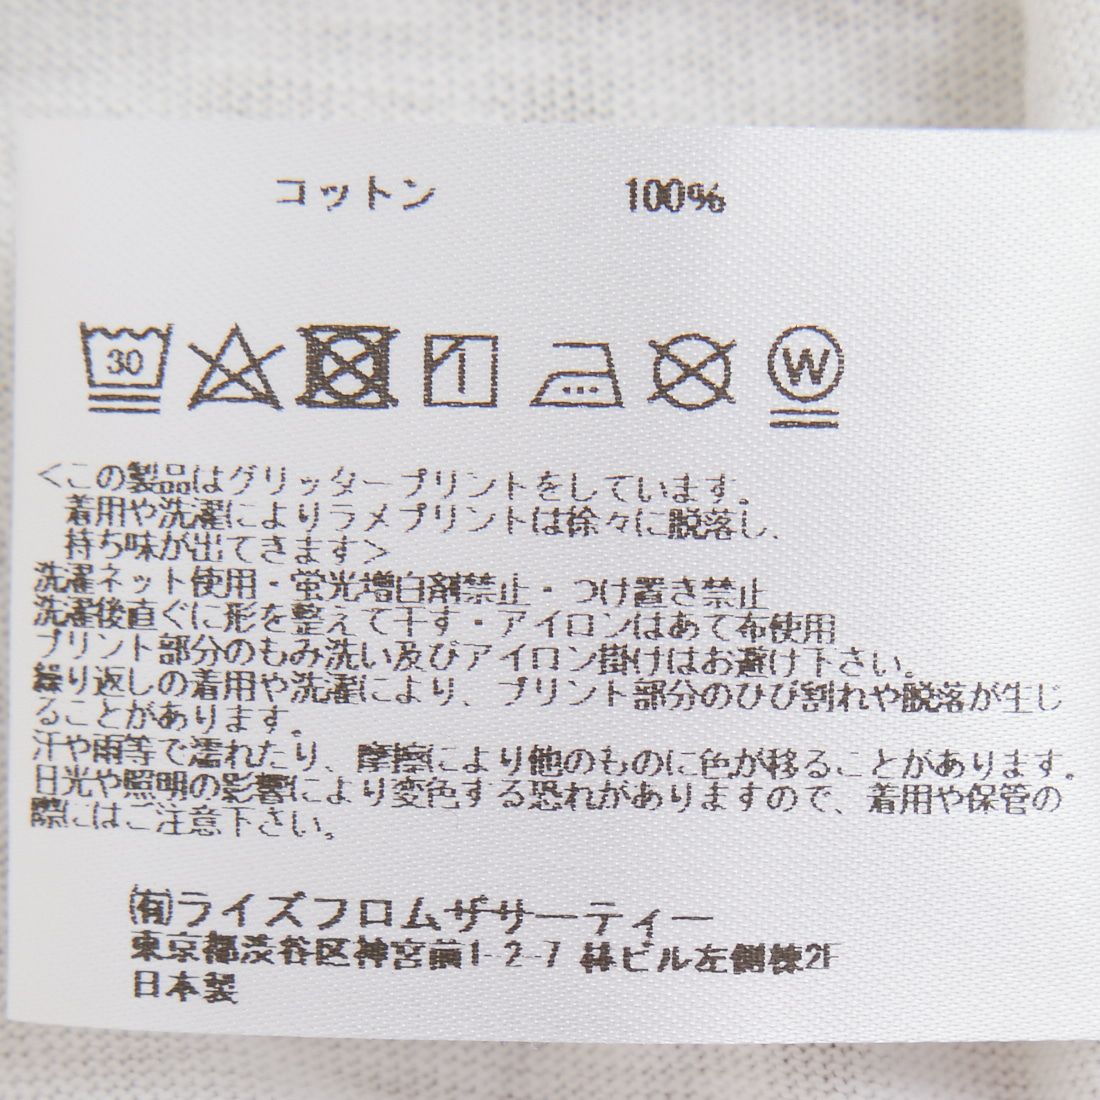 コットン 100%
30
W
<この製品はグリッタープリントをしています。
着用や洗濯によりラメプリントは徐々に脱落し、
持ち味が出てきます>
洗濯ネット使用・蛍光増白剤禁止・つけ置き禁止
洗濯後直ぐに形を整えて干す・アイロンはあて布使用
プリント部分のもみ洗い及びアイロン掛けはお避け下さい。
繰り返しの着用や洗濯により、プリント部分のひび割れや脱落が生じ
ることがあります。
汗や雨等で濡れたり、摩擦により他のものに色が移ることがあります。
日光や照明の影響により変色する恐れがありますので、着用や保管の
際にはご注意下さい。
㈲ライズフロムザサーティー
東京都渋谷区神宮前1-2-7 林ビル左側棟2F
日本製